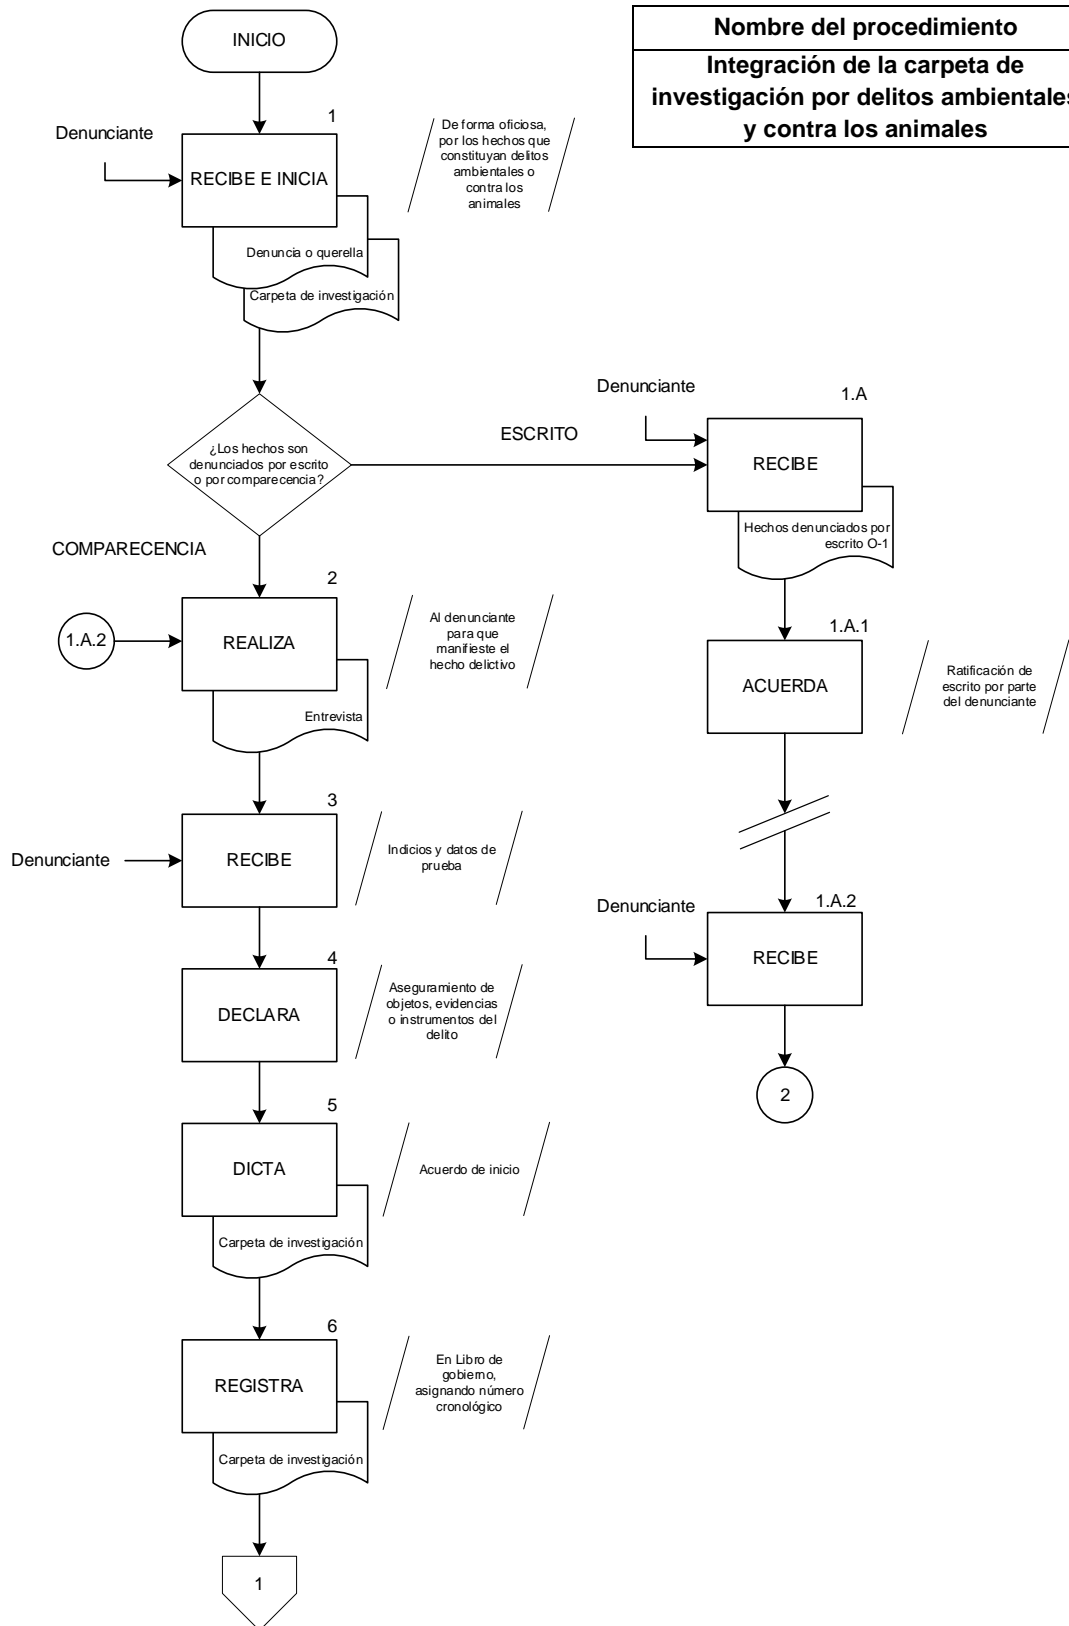 Nombre del procedimiento
Integración de la carpeta de
investigación por delitos ambientales
y contra los animales
INICIO
1
Denunciante
RECIBE E INICIA
De forma oficiosa,
por los hechos que
constituyan delitos
ambientales o
contra los
animales
Denuncia o querella
Carpeta de investigación
¿Los hechos son
denunciados por escrito
o por comparecencia?
ESCRITO
Denunciante
1.A
RECIBE
Hechos denunciados por
escrito O-1
COMPARECENCIA
2
1.A.2
REALIZA
Al denunciante
para que
manifieste el
hecho delictivo
Entrevista
1.A.1
ACUERDA
Ratificación de
escrito por parte
del denunciante
3
Denunciante
RECIBE
Indicios y datos de
prueba
1.A.2
Denunciante
RECIBE
2
4
DECLARA
Aseguramiento de
objetos, evidencias
o instrumentos del
delito
5
DICTA
Acuerdo de inicio
Carpeta de investigación
6
REGISTRA
En Libro de
gobierno,
asignando número
cronológico
Carpeta de investigación
1